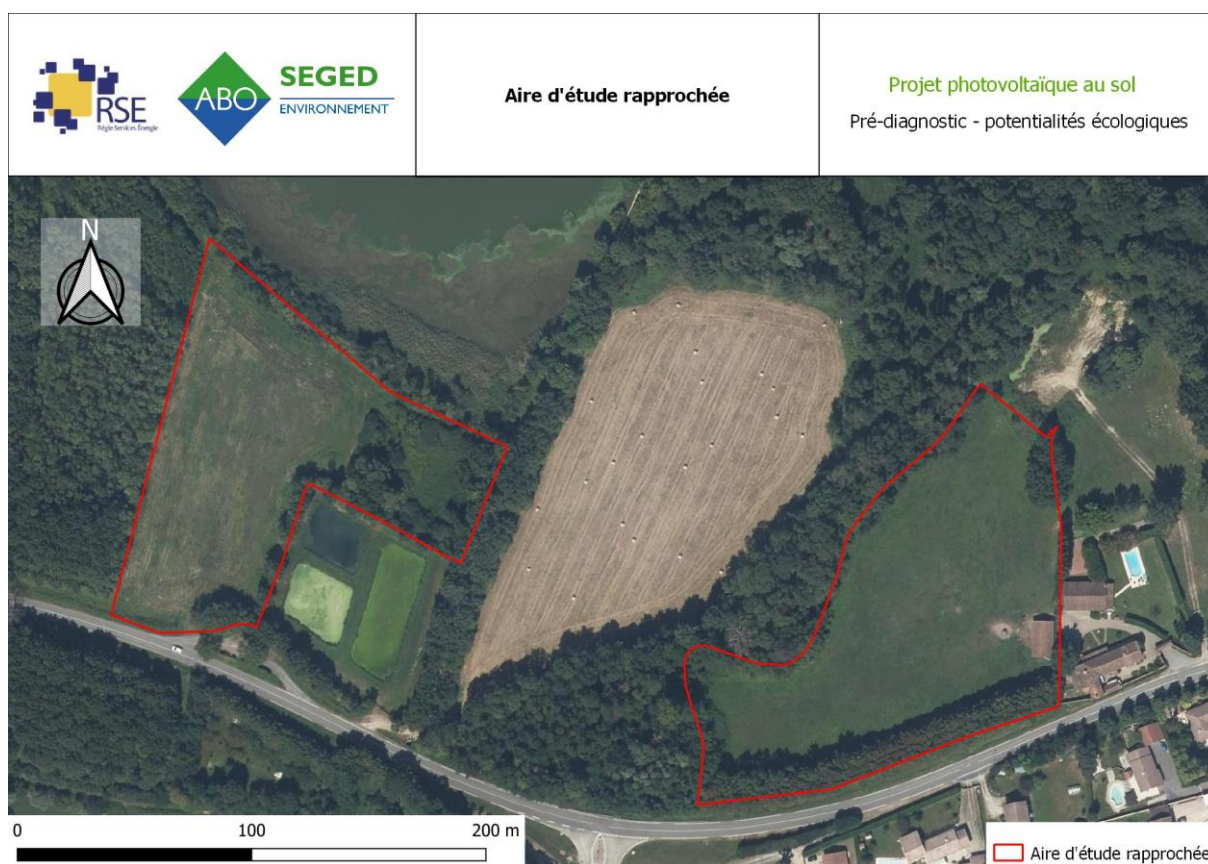 RSE
Régie Services Énergie
ABO
SEGED
ENVIRONNEMENT
Aire d'étude rapprochée
Projet photovoltaïque au sol
Pré-diagnostic - potentialités écologiques
N
0 100 200 m
Aire d'étude rapprochée